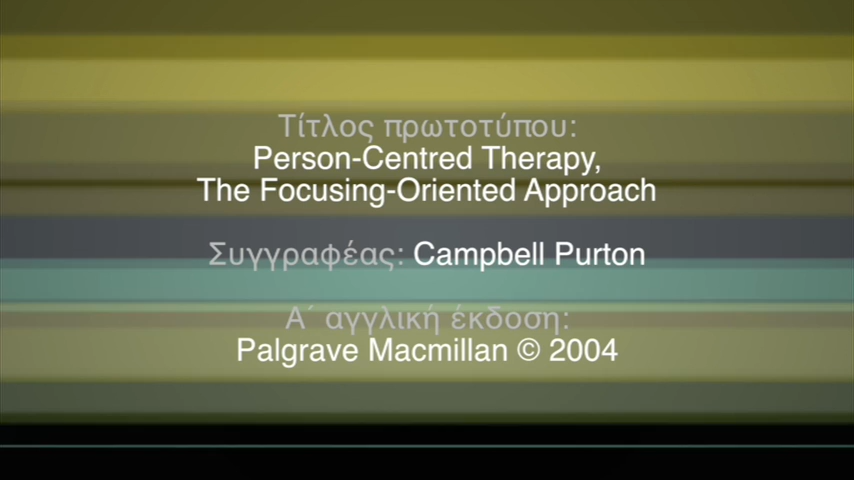 Τίτλος πρωτοτύπου:
Person-Centred Therapy,
The Focusing-Oriented Approach
Συγγραφέας: Campbell Purton
Α΄ αγγλική έκδοση:
Palgrave Macmillan © 2004